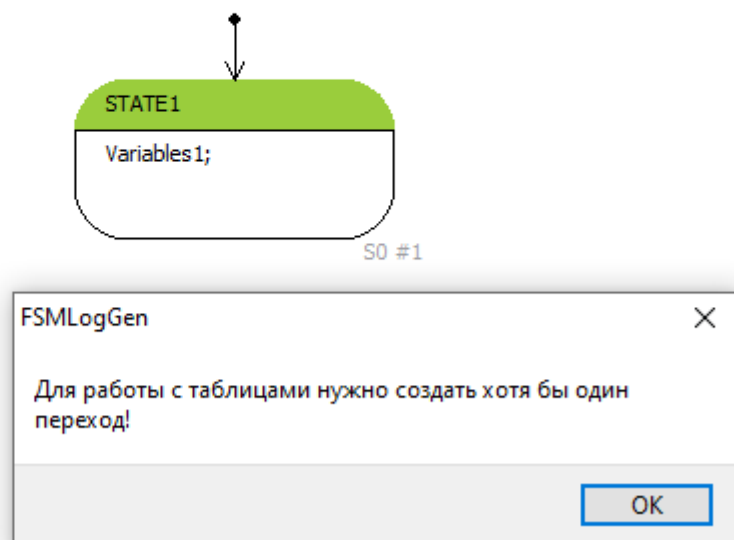 STATE1
Variables1;
S0 #1
FSMLogGen
Для работы с таблицами нужно создать хотя бы один
переход!
OK